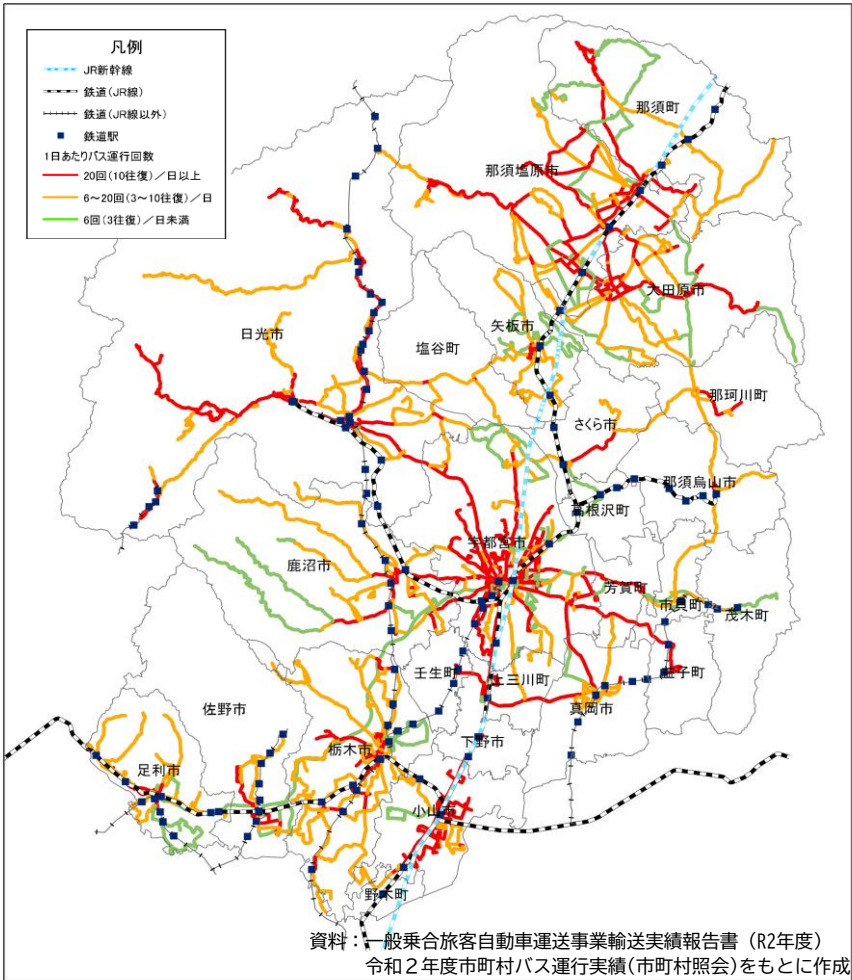 凡例
JR新幹線
鉄道(JR線)
鉄道(JR線以外)
鉄道駅
1日あたりバス運行回数
20回(10往復)/日以上
6~20回(3~10往復)/日
6回(3往復)/日未満
那須町
那須塩原市
大田原市
矢板市
日光市
塩谷町
那珂川町
さくら市
那須烏山市
高根沢町
宇都宮市
鹿沼市
芳賀町
市貝町
茂木町
壬生町
上三川町
益子町
真岡市
佐野市
下野市
栃木市
足利市
小山市
野木町
資料:一般乗合旅客自動車運送事業輸送実績報告書(R2年度)
令和2年度市町村バス運行実績(市町村照会)をもとに作成